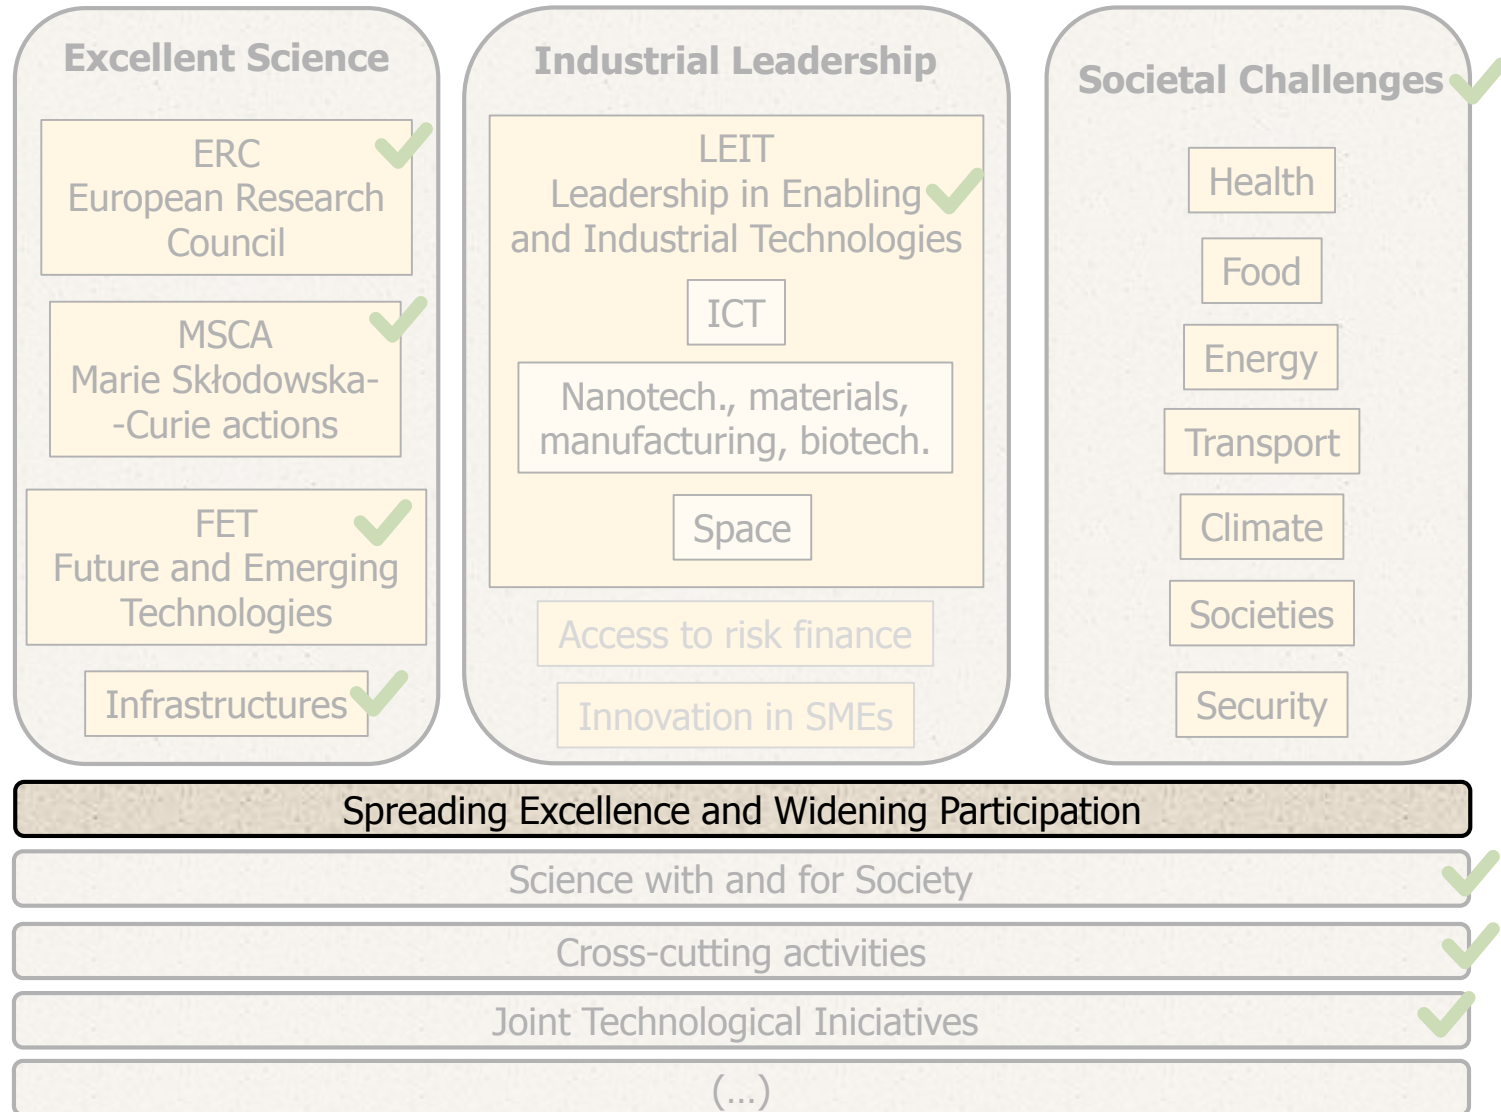 Excellent Science
ERC
European Research
Council
MSCA
Marie Skłodowska-
-Curie actions
FET
Future and Emerging
Technologies
Infrastructures
Industrial Leadership
LEIT
Leadership in Enabling
and Industrial Technologies
ICT
Nanotech., materials,
manufacturing, biotech.
Space
Access to risk finance
Innovation in SMEs
Societal Challenges
Health
Food
Energy
Transport
Climate
Societies
Security
Spreading Excellence and Widening Participation
Science with and for Society
Cross-cutting activities
Joint Technological Iniciatives
(...)